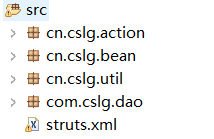 src
cn.cslg.action
cn.cslg.bean
cn.cslg.util
com.cslg.dao
struts.xml